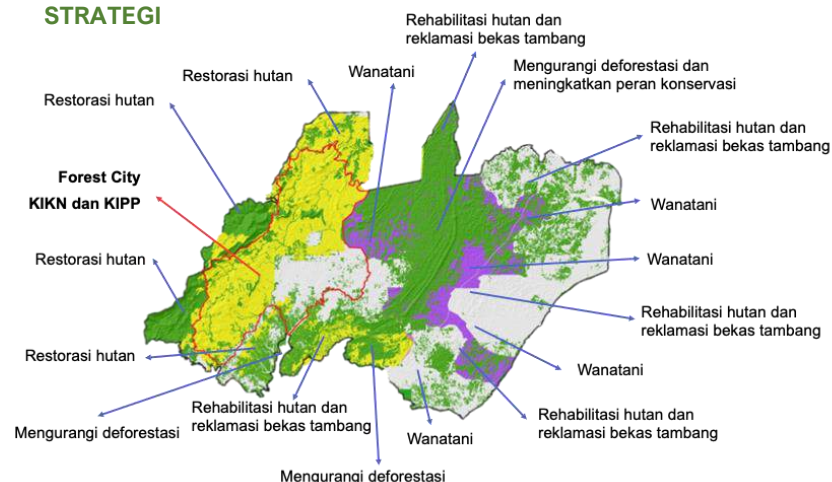 STRATEGI
Rehabilitasi hutan dan
reklamasi bekas tambang
Restorasi hutan
Wanatani
Mengurangi deforestasi dan
meningkatkan peran konservasi
Restorasi hutan
Rehabilitasi hutan dan
reklamasi bekas tambang
Forest City
KIKN dan KIPP
Wanatani
Restorasi hutan
Wanatani
Rehabilitasi hutan dan
reklamasi bekas tambang
Restorasi hutan
Wanatani
Rehabilitasi hutan dan
reklamasi bekas tambang
Rehabilitasi hutan dan
reklamasi bekas tambang
Mengurangi deforestasi
Wanatani
Mengurangi deforestasi